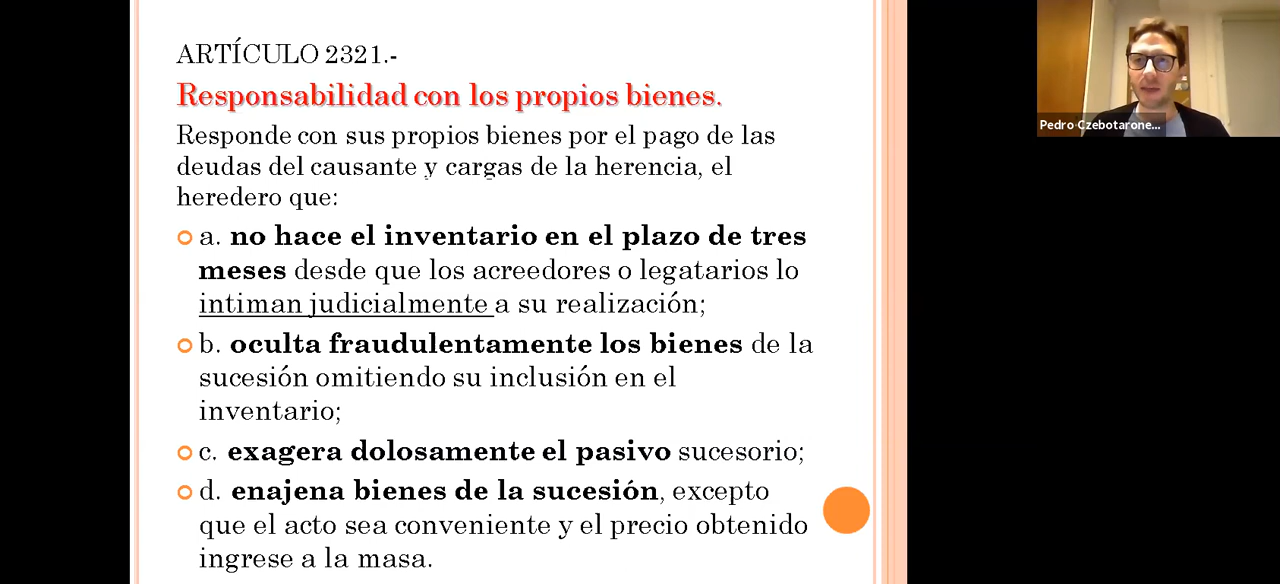 ARTÍCULO 2321.-
Responsabilidad con los propios bienes.
Responde con sus propios bienes por el pago de las
deudas del causante y cargas de la herencia, el
heredero que:
a. no hace el inventario en el plazo de tres
meses desde que los acreedores o legatarios lo
intiman judicialmente a su realización;
b. oculta fraudulentamente los bienes de la
sucesión omitiendo su inclusión en el
inventario;
c. exagera dolosamente el pasivo sucesorio;
d. enajena bienes de la sucesión, excepto
que el acto sea conveniente y el precio obtenido
ingrese a la masa.
Pedro Czebotarone...